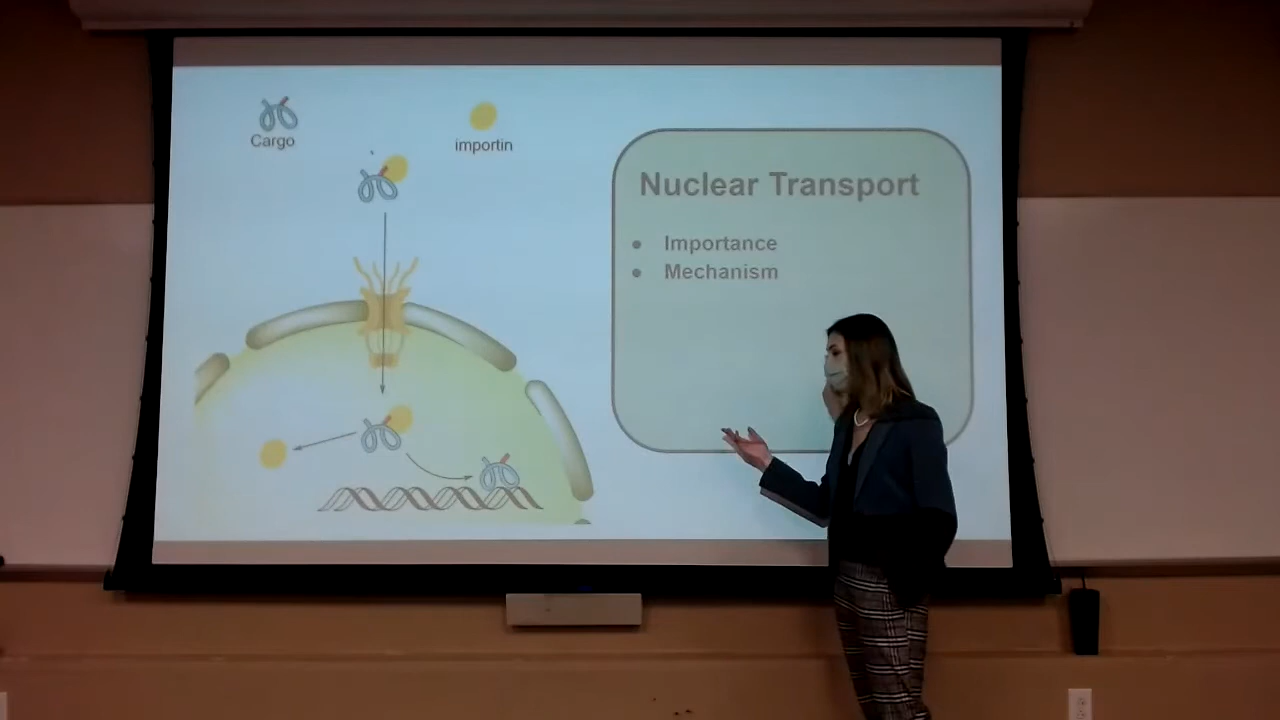 Cargo
importin
Nuclear Transport
● Importance
● Mechanism